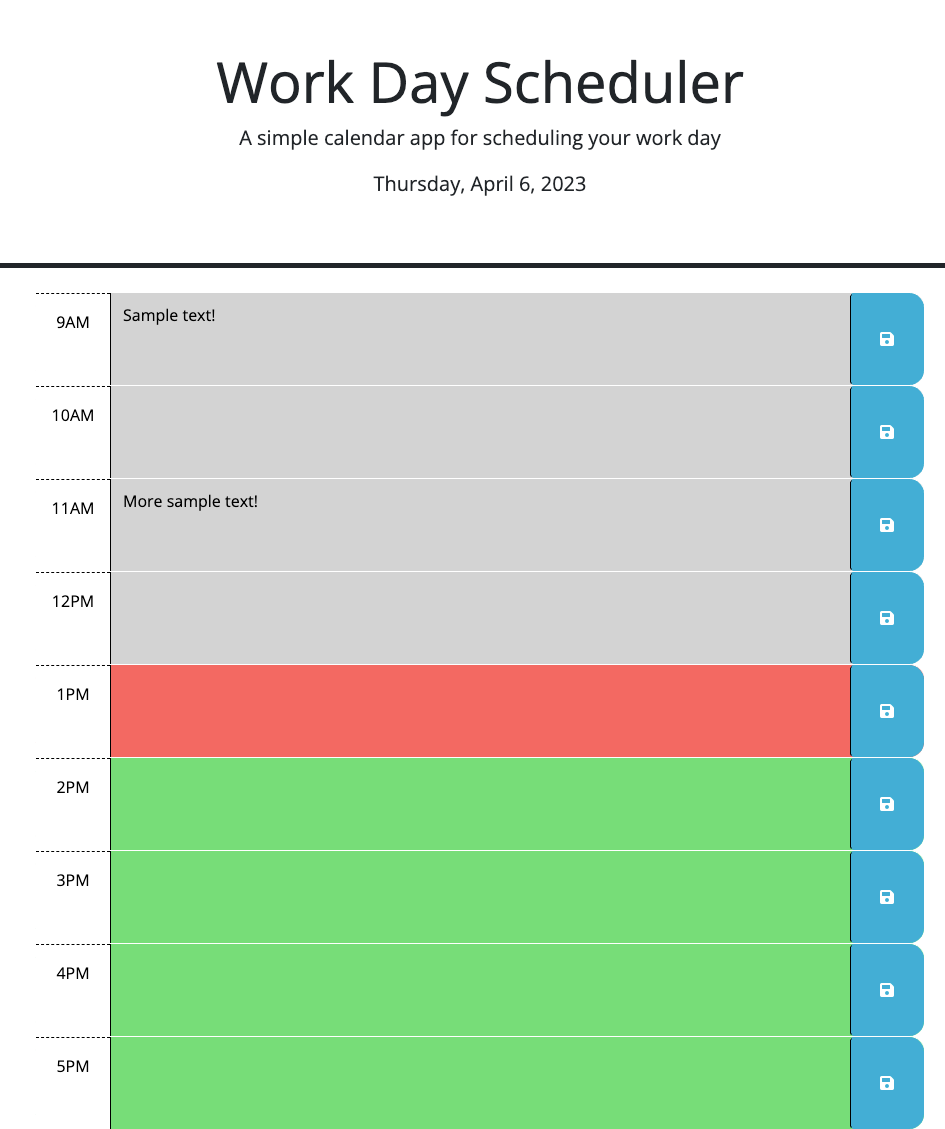 Work Day Scheduler
A simple calendar app for scheduling your work day
Thursday, April 6, 2023
9AM
Sample text!
10AM
11AM
More sample text!
12PM
1PM
2PM
3PM
4PM
5PM